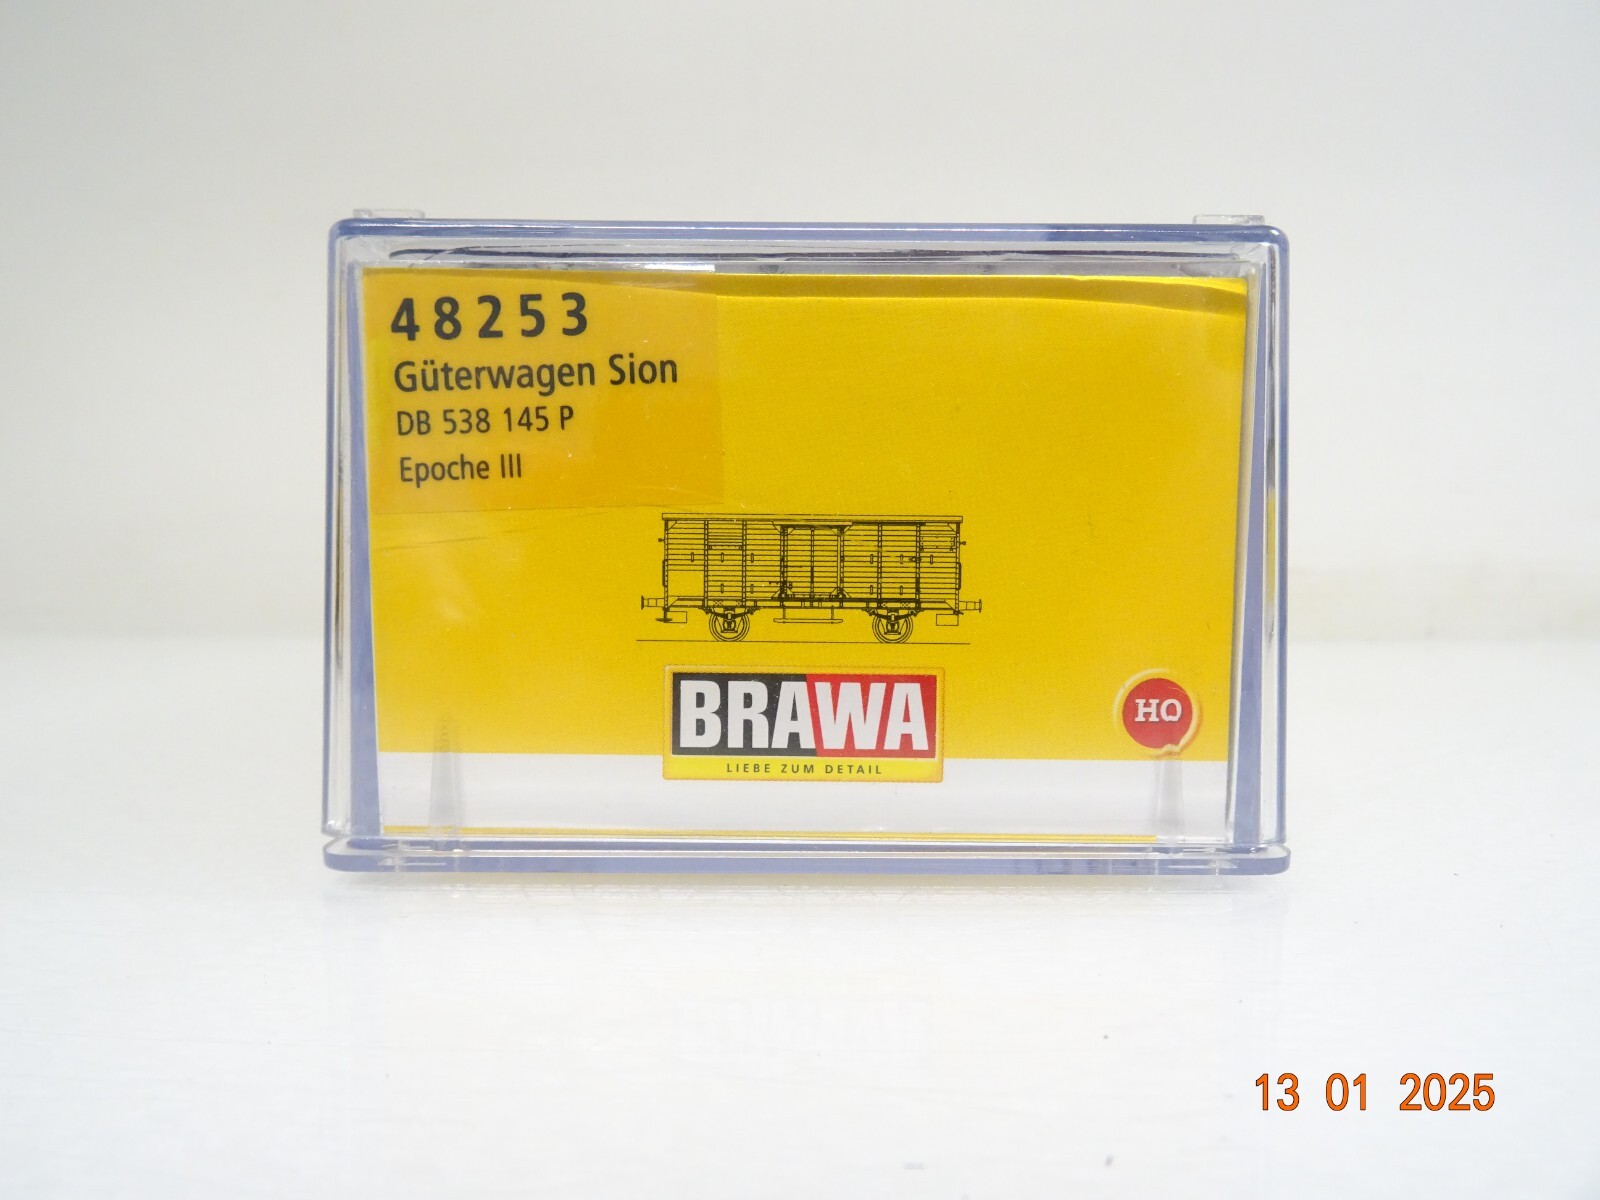 48253
Güterwagen Sion
DB 538 145 P
Epoche III
BRAWA
LIEBE ZUM DETAIL
HO
13 01 2025